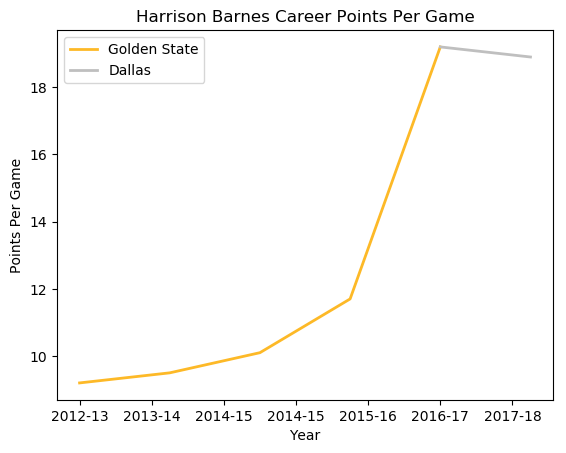 Harrison Barnes Career Points Per Game
Golden State
Dallas
Points Per Game
18
16
14
12
10
2012-13 2013-14 2014-15 2014-15 2015-16 2016-17 2017-18
Year